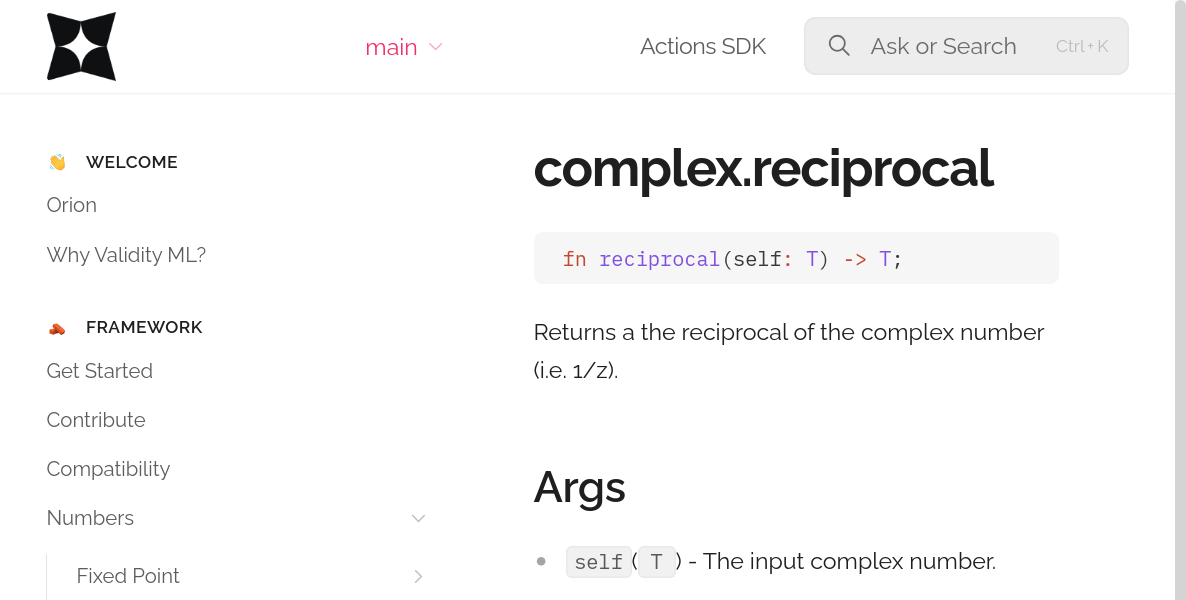 main
Actions SDK
Ask or Search
Ctrl+K
WELCOME
Orion
Why Validity ML?
FRAMEWORK
Get Started
Contribute
Compatibility
Numbers
Fixed Point
complex.reciprocal
fn reciprocal(self: T) -> T;
Returns a the reciprocal of the complex number
(i.e. 1/z).
Args
self(T) - The input complex number.